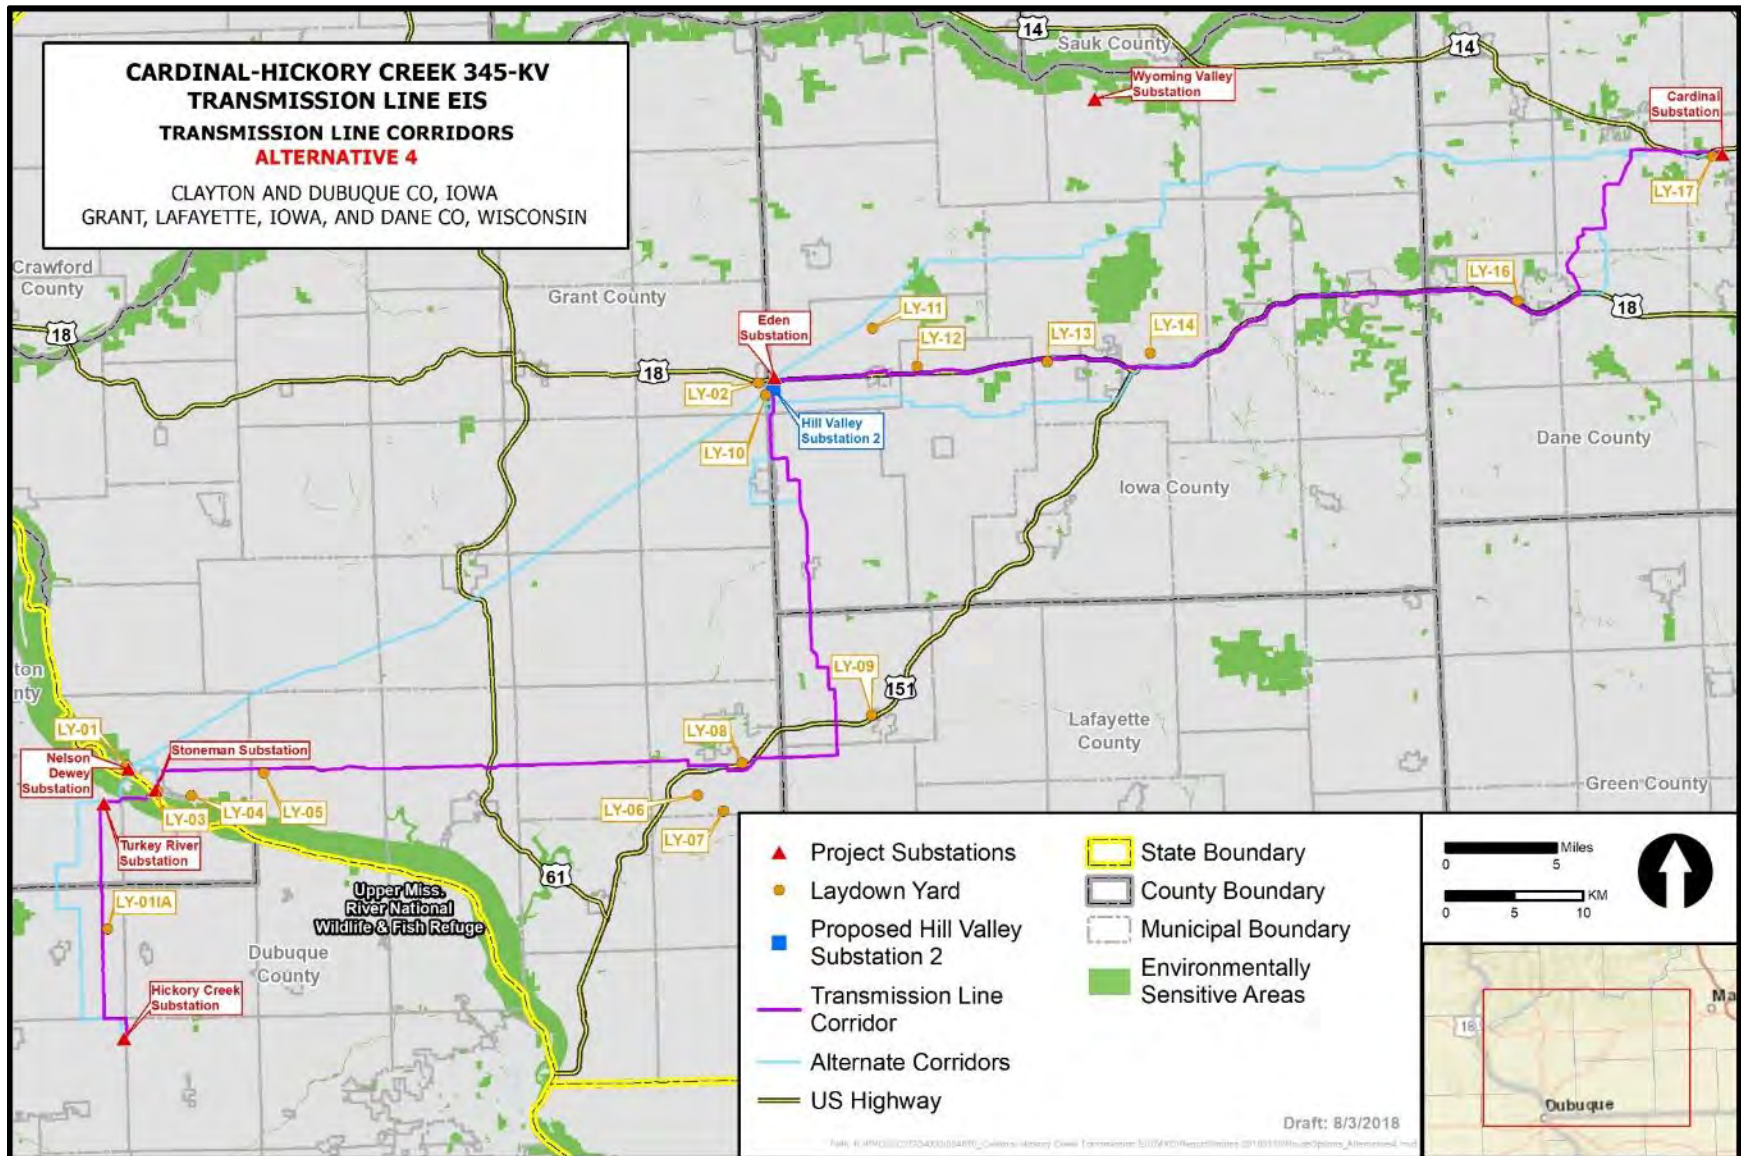 CARDINAL-HICKORY CREEK 345-KV
TRANSMISSION LINE EIS
TRANSMISSION LINE CORRIDORS
ALTERNATIVE 4
CLAYTON AND DUBUQUE CO, IOWA
GRANT, LAFAYETTE, IOWA, AND DANE CO, WISCONSIN
14
Sauk County
14
Wyoming Valley
Substation
Cardinal
Substation
LY-17
Crawford
County
Grant County
18
LY-11
Eden
Substation
LY-12
LY-13
LY-14
LY-16
18
18
LY-02
Hill Valley
Substation 2
LY-10
Dane County
Iowa County
ton
nty
LY-09
151
Lafayette
County
Green County
LY-01
Stoneman Substation
Nelson
Dewey
Substation
LY-08
LY-03
LY-04
LY-05
LY-06
LY-07
Turkey River
Substation
61
LY-01IA
Upper Miss.
River National
Wildlife & Fish Refuge
Dubuque
County
Hickory Creek
Substation
Project Substations
Laydown Yard
Proposed Hill Valley
Substation 2
Transmission Line
Corridor
Alternate Corridors
US Highway
State Boundary
County Boundary
Municipal Boundary
Environmentally
Sensitive Areas
Draft: 8/3/2018
Miles
0 5
KM
0 5 10
Ma
18
Dubuque